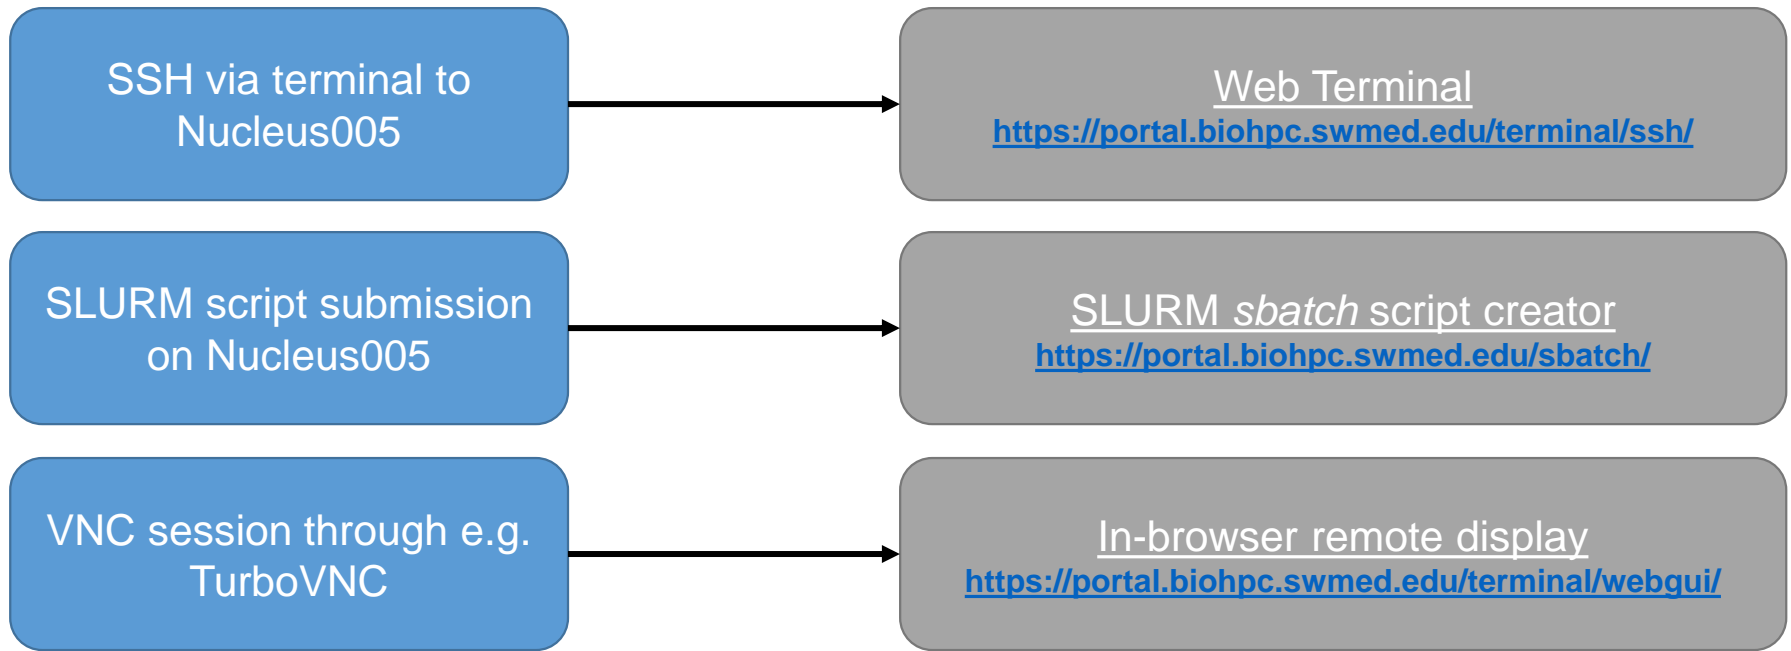 SSH via terminal to
Nucleus005
Web Terminal
https://portal.biohpc.swmed.edu/terminal/ssh/
SLURM script submission
on Nucleus005
SLURM sbatch script creator
https://portal.biohpc.swmed.edu/sbatch/
VNC session through e.g.
TurboVNC
In-browser remote display
https://portal.biohpc.swmed.edu/terminal/webgui/